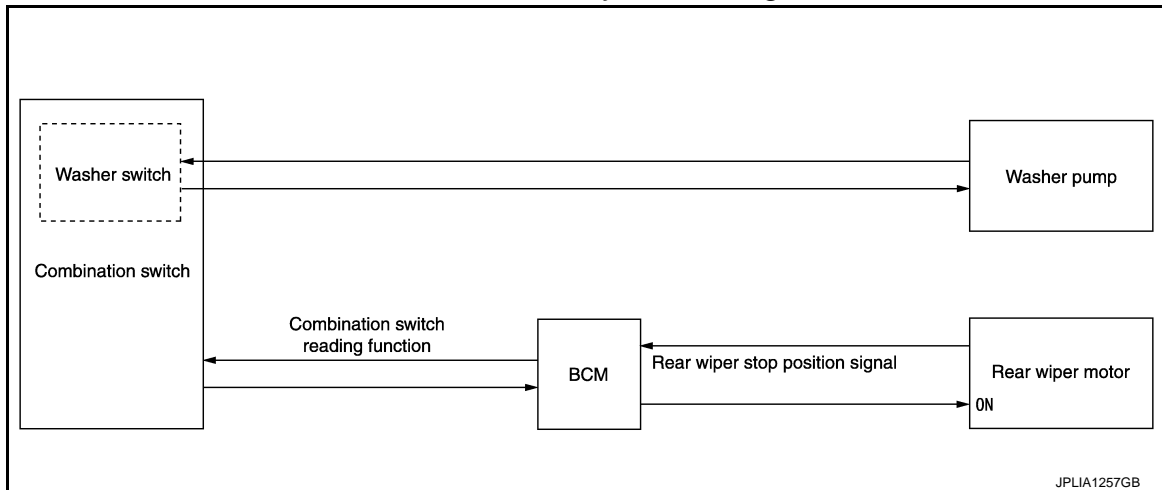 Washer switch
Washer pump
Combination switch
Combination switch
reading function
BCM
Rear wiper stop position signal
Rear wiper motor
ON
JPLIA1257GB